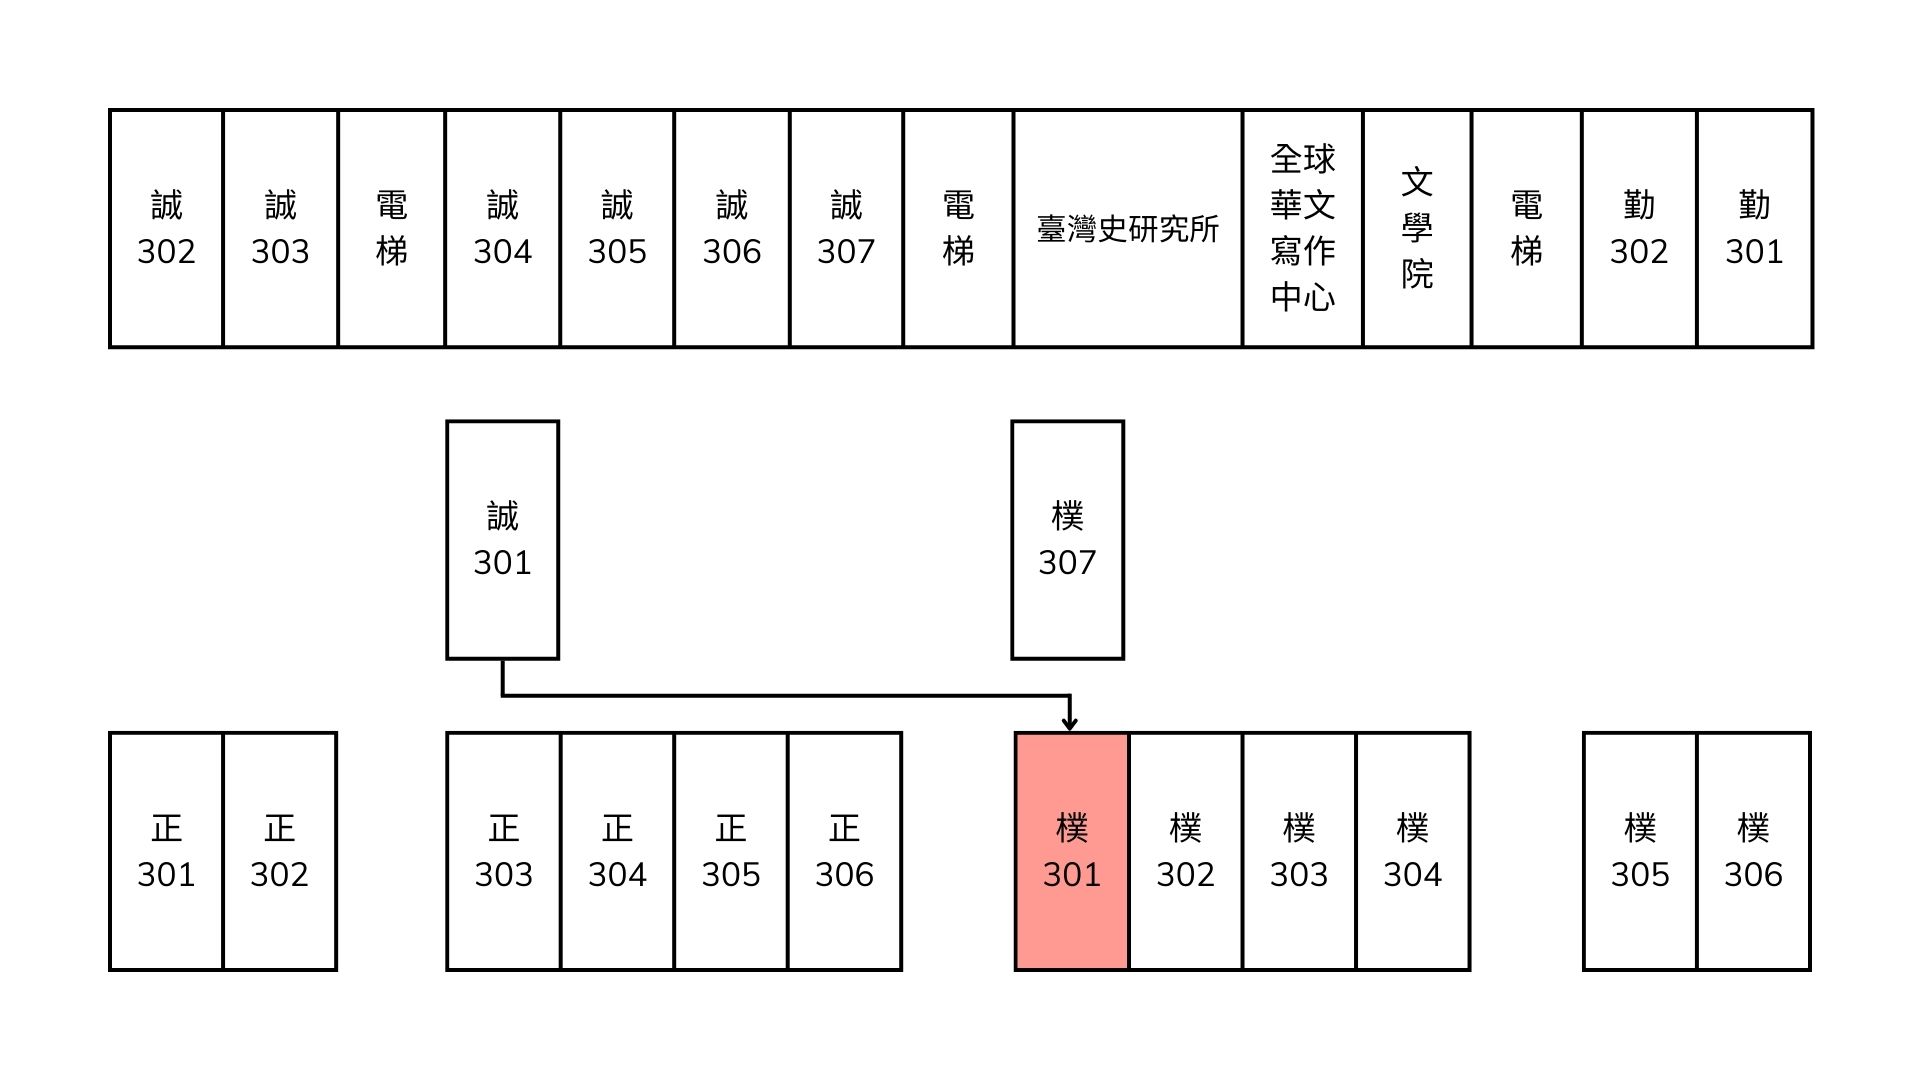 誠
302
誠
303
電
梯
誠
304
誠
305
誠
306
誠
307
電
梯
臺灣史研究所
全球
華文
寫作
中心
文
學
院
電
梯
勤
302
勤
301
誠
301
樸
307
正
301
正
302
正
303
正
304
正
305
正
306
樸
301
樸
302
樸
303
樸
304
樸
305
樸
306